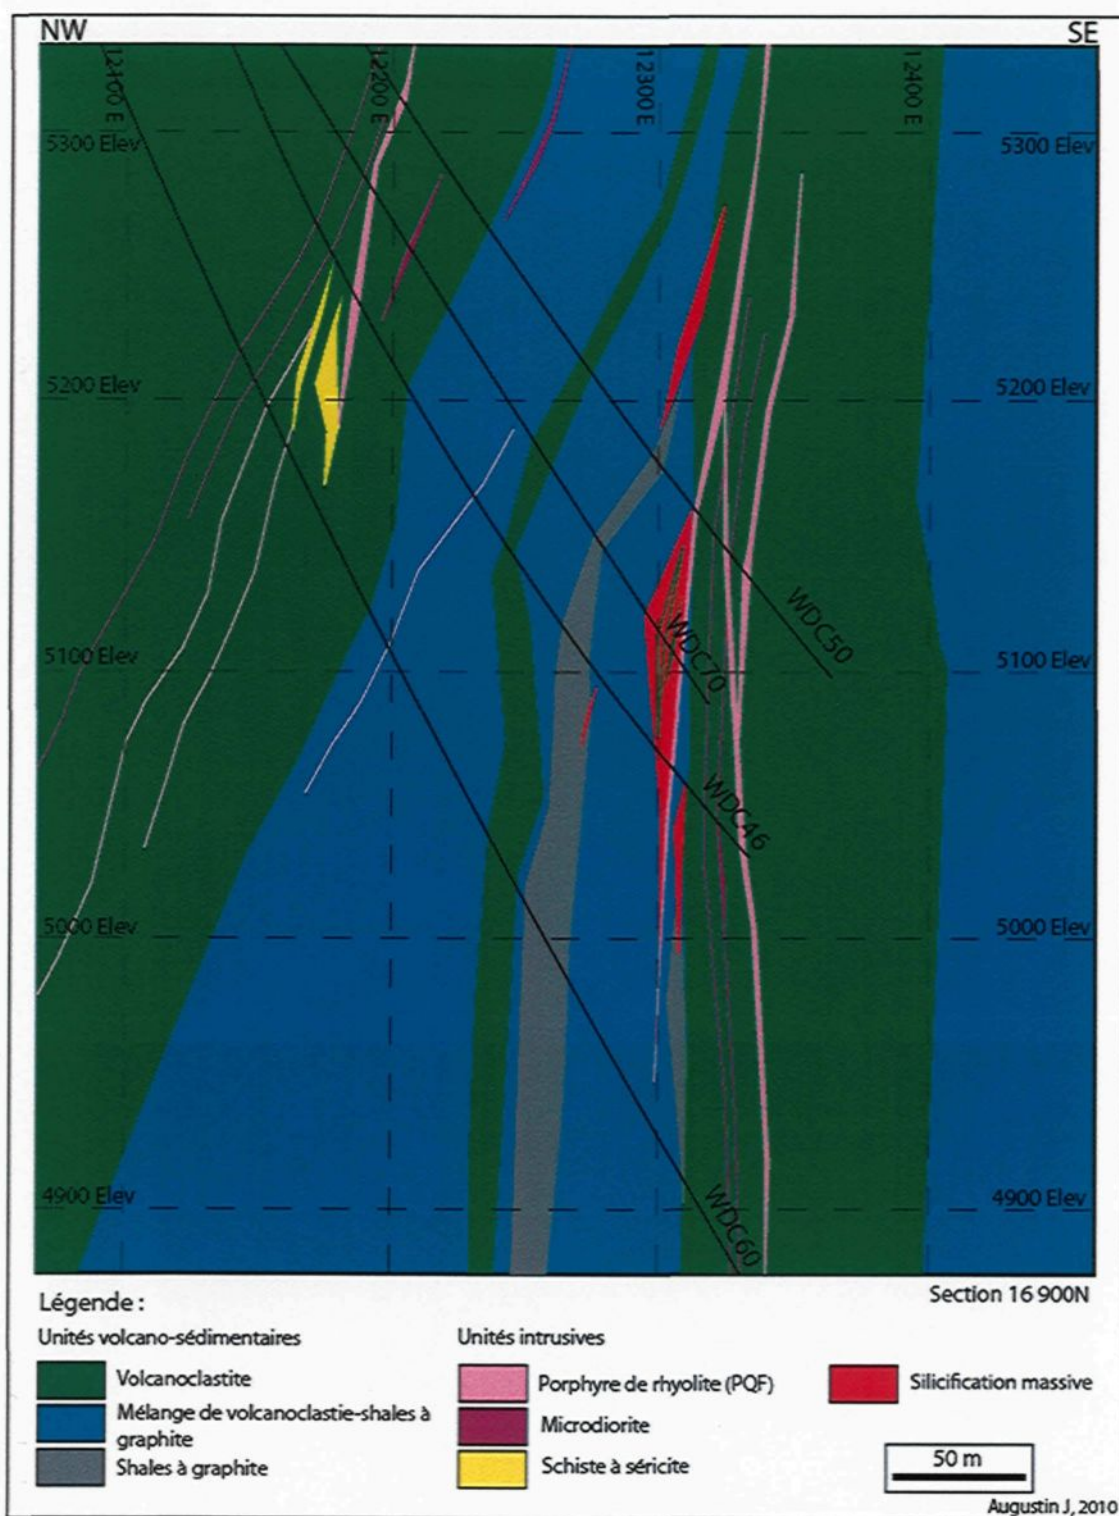 NW
SE
12100 E
12200 E
12300 E
12400 E
5300 Elev
5300 Elev
5200 Elev
5200 Elev
5100 Elev
5100 Elev
5000 Elev
5000 Elev
4900 Elev
4900 Elev
WDC50
WDC70
WDC46
WDC60
Section 16 900N
Légende :
Unités volcano-sédimentaires
Volcanoclastite
Mélange de volcanoclastie-shales à
graphite
Shales à graphite
Unités intrusives
Porphyre de rhyolite (PQF)
Microdiorite
Schiste à séricite
Silicification massive
50 m
Augustin J, 2010